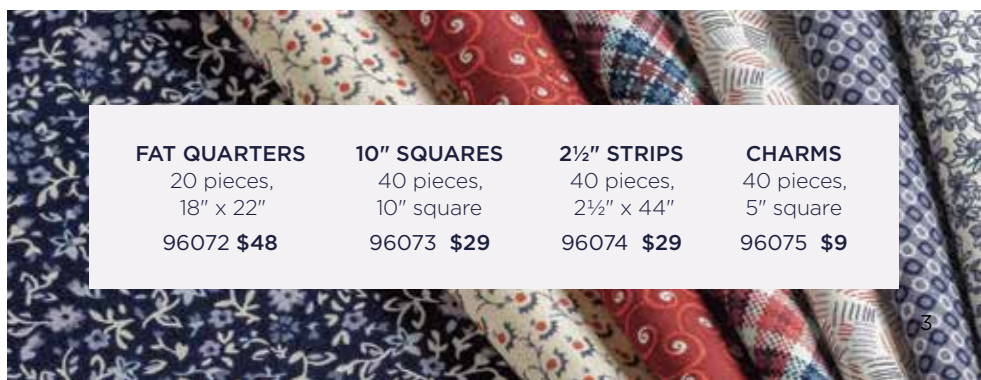 FAT QUARTERS
20 pieces,
18" x 22"
96072 $48
10" SQUARES
40 pieces,
10" square
96073 $29
2½" STRIPS
40 pieces,
2½" x 44"
96074 $29
CHARMS
40 pieces,
5" square
96075 $9
3